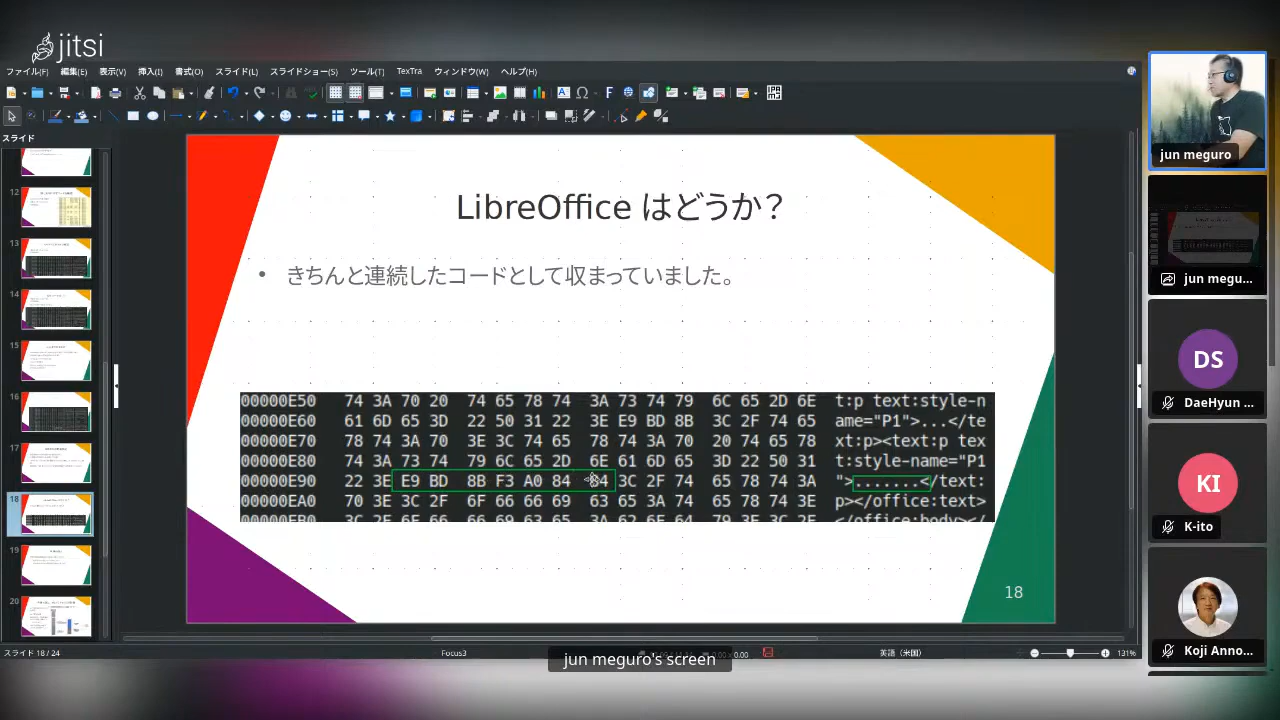 jitsi
ファイル(F) 編集(E) 表示(V) 挿入(I) 書式(O) スライド(L) スライドショー(S) ツール(T) TexTra ウィンドウ(W) ヘルプ(H)
スライド
12
13
14
15
16
17
18
19
20
LibreOffice はどうか?
• きちんと連続したコードとして収まっていました。
00000E50 74 3A 70 20 74 65 78 74 3A 73 74 79 6C 65 2D 6E t:p text:style-n
00000E60 61 6D 65 3D 22 50 31 22 3E E9 BD 8B 3C 2F 74 65 ame="P1">...</te
00000E70 78 74 3A 70 3E 3C 74 65 78 74 3A 70 20 74 65 78 xt:p><text:p tex
74 3A 73 74 79 6C 65 2D 6E 61 6D 65 3D 22 50 31 t:style-name="P1
00000E90 22 3E E9 BD 8B F3 A0 84 84 3C 2F 74 65 78 74 3A ">.......</text:
70 3E 3C 2F 6F 66 66 69 63 65 3A 74 65 78 74 3E p></office:text>
18
スライド 18 / 24
Focus3
英語 (米国)
131%
jun meguro's screen
jun meguro
jun megu...
DS
DaeHyun ...
KI
K-ito
Koji Anno...